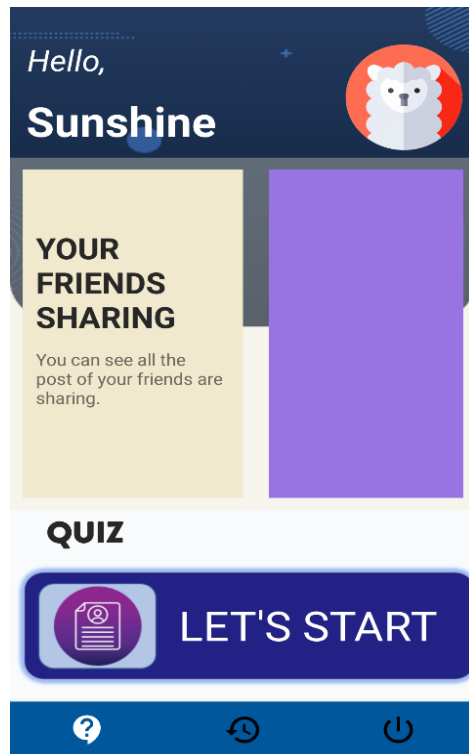 Hello,
Sunshine
YOUR
FRIENDS
SHARING
You can see all the
post of your friends are
sharing.
QUIZ
LET'S START